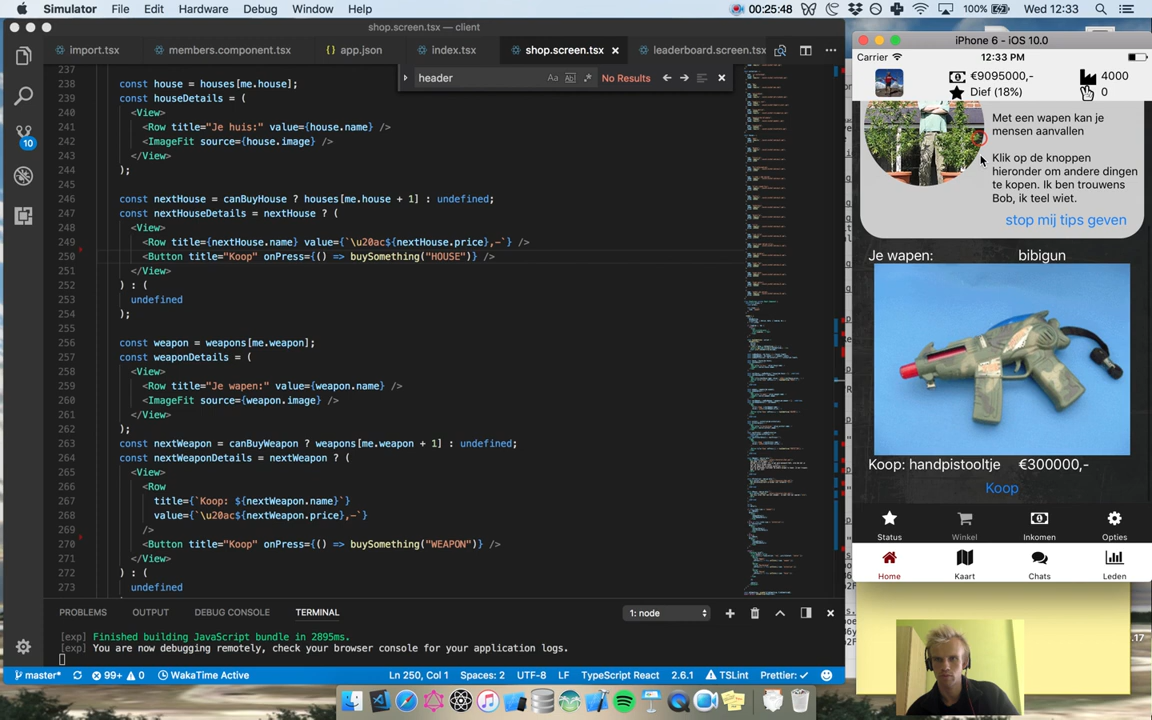 Simulator File Edit Hardware Debug Window Help
00:25:48 100% Wed 12:33
shop.screen.tsx — client
import.tsx members.component.tsx app.json index.tsx shop.screen.tsx leaderboard.screen.tsx
header Aa Abl .* No Results
237
238 const house = houses[me.house];
239 const houseDetails = (
240 <View>
241 <Row title="Je huis:" value={house.name} />
242 <ImageFit source={house.image} />
243 </View>
244 );
245
246 const nextHouse = canBuyHouse ? houses[me.house + 1] : undefined;
247 const nextHouseDetails = nextHouse ? (
248 <View>
249 <Row title={nextHouse.name} value={`\u20ac${nextHouse.price},-`} />
250 <Button title="Koop" onPress={() => buySomething("HOUSE")} />
251 </View>
252 ) : (
253 undefined
254 );
255
256 const weapon = weapons[me.weapon];
257 const weaponDetails = (
258 <View>
259 <Row title="Je wapen:" value={weapon.name} />
260 <ImageFit source={weapon.image} />
261 </View>
262 );
263 const nextWeapon = canBuyWeapon ? weapons[me.weapon + 1] : undefined;
264 const nextWeaponDetails = nextWeapon ? (
265 <View>
266 <Row
267 title={`Koop: ${nextWeapon.name}`}
268 value={`\u20ac${nextWeapon.price},-`}
269 />
270 <Button title="Koop" onPress={() => buySomething("WEAPON")} />
271 </View>
272 ) : (
273 undefined
10
PROBLEMS OUTPUT DEBUG CONSOLE TERMINAL 1: node
[exp] Finished building JavaScript bundle in 2895ms.
[exp] You are now debugging remotely, check your browser console for your application logs.
master* 99+ 0 WakaTime Active Ln 250, Col 1 Spaces: 2 UTF-8 LF TypeScript React 2.6.1 TSLint Prettier: ✓
iPhone 6 - iOS 10.0
Carrier 12:33 PM
€9095000,- 4000
Dief (18%) 0
Met een wapen kan je
mensen aanvallen
Klik op de knoppen
hieronder om andere dingen
te kopen. Ik ben trouwens
Bob, ik teel wiet.
stop mij tips geven
Je wapen: bibigun
Koop: handpistooltje €300000,-
Koop
Status Winkel Inkomen Opties
Home Kaart Chats Leden
.17